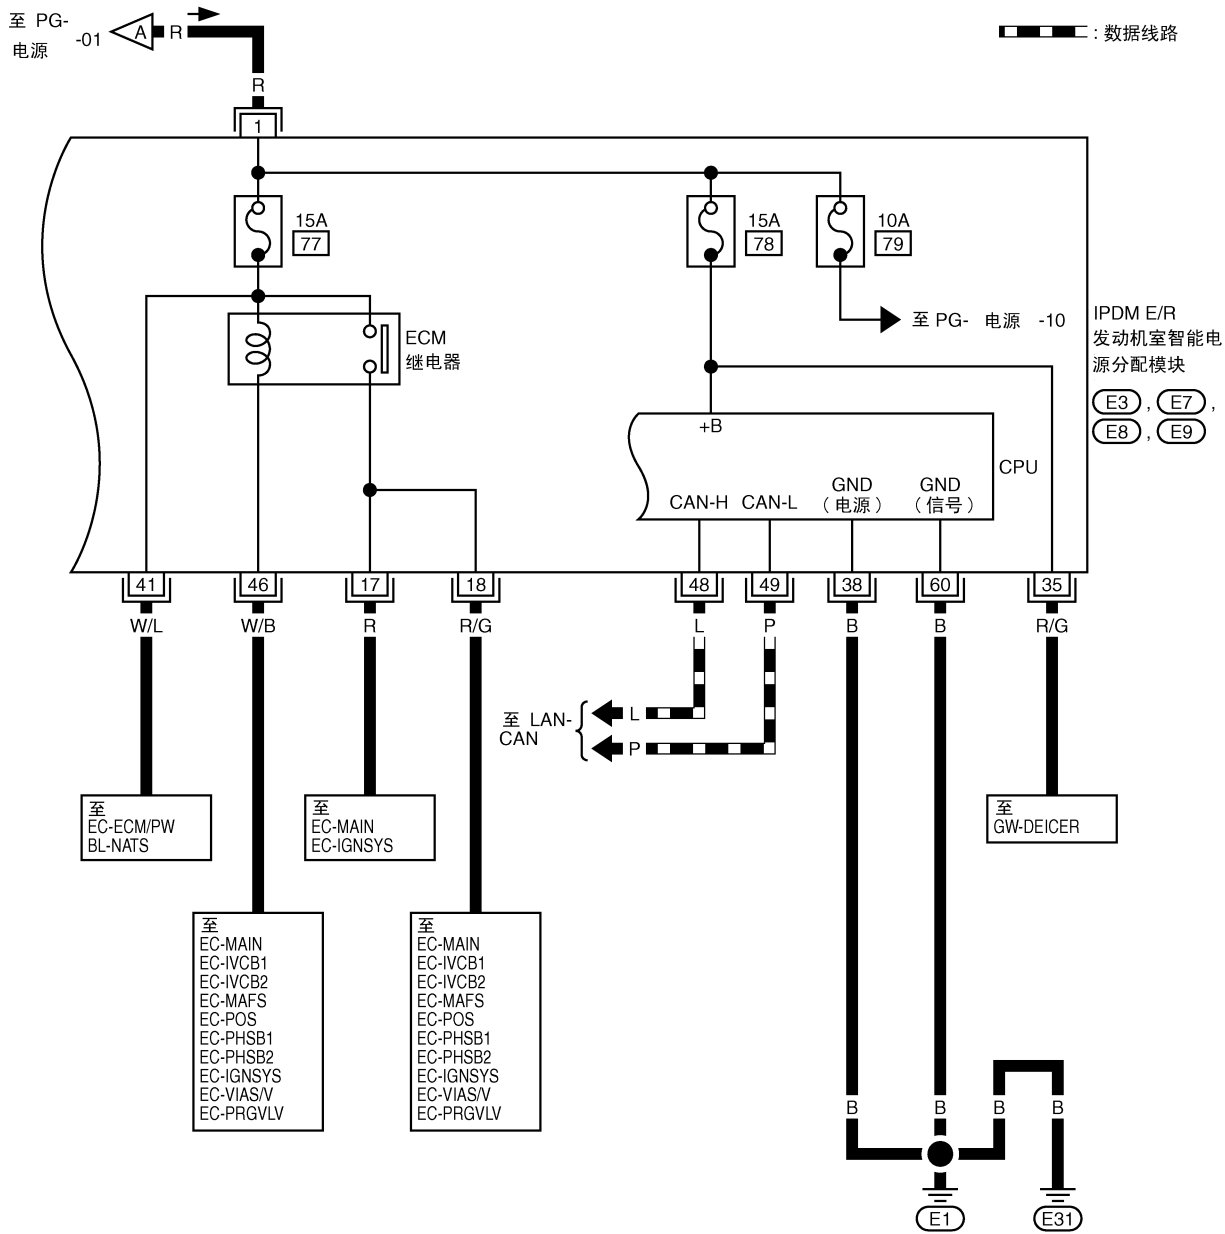 至 PG-
电源
-01
A
R
: 数据线路
R
1
15A
77
15A
78
10A
79
至 PG- 电源 -10
ECM
继电器
IPDM E/R
发动机室智能电
源分配模块
E3 , E7 ,
E8 , E9
+B
CPU
CAN-H CAN-L
GND
(电源)
GND
(信号)
41 46 17 18 48 49 38 60 35
W/L W/B R R/G L P B B R/G
至 LAN-
CAN
L
P
至
EC-ECM/PW
BL-NATS
至
EC-MAIN
EC-IGNSYS
至
GW-DEICER
至
EC-MAIN
EC-IVCB1
EC-IVCB2
EC-MAFS
EC-POS
EC-PHSB1
EC-PHSB2
EC-IGNSYS
EC-VIAS/V
EC-PRGVLV
至
EC-MAIN
EC-IVCB1
EC-IVCB2
EC-MAFS
EC-POS
EC-PHSB1
EC-PHSB2
EC-IGNSYS
EC-VIAS/V
EC-PRGVLV
B B B B
E1 E31